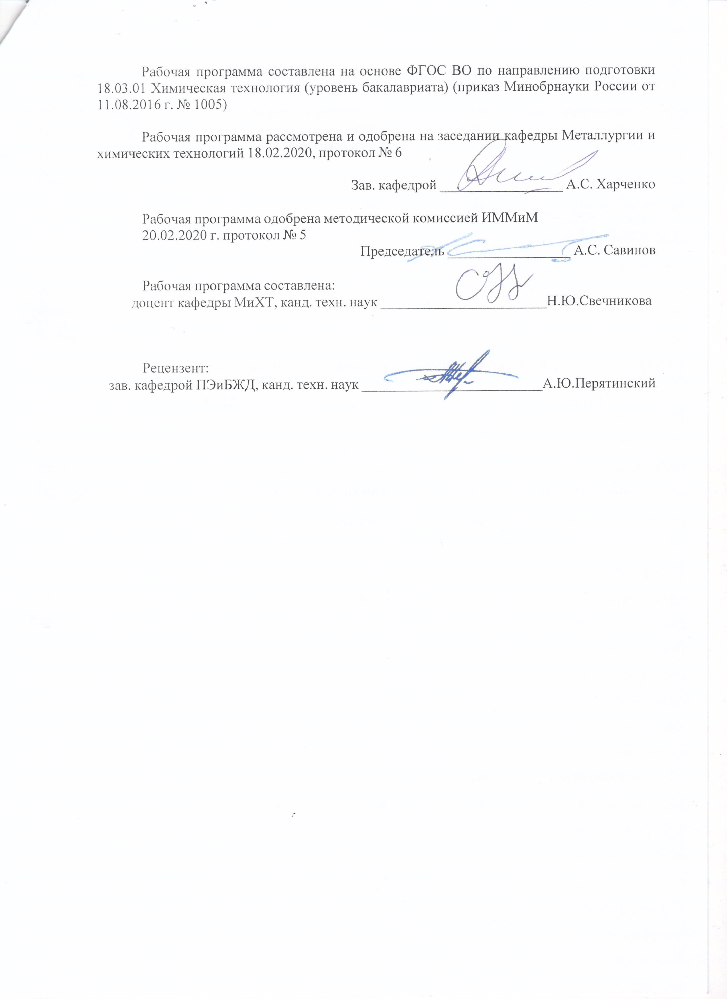 Рабочая программа составлена на основе ФГОС ВО по направлению подготовки
18.03.01 Химическая технология (уровень бакалавриата) (приказ Минобрнауки России от
11.08.2016 г. № 1005)
Рабочая программа рассмотрена и одобрена на заседании кафедры Металлургии и
химических технологий 18.02.2020, протокол № 6
Зав. кафедрой ________________ А.С. Харченко
Рабочая программа одобрена методической комиссией ИММиМ
20.02.2020 г. протокол № 5
Председатель ________________ А.С. Савинов
Рабочая программа составлена:
доцент кафедры МиХТ, канд. техн. наук ______________________Н.Ю.Свечникова
Рецензент:
зав. кафедрой ПЭиБЖД, канд. техн. наук ________________________А.Ю.Перятинский